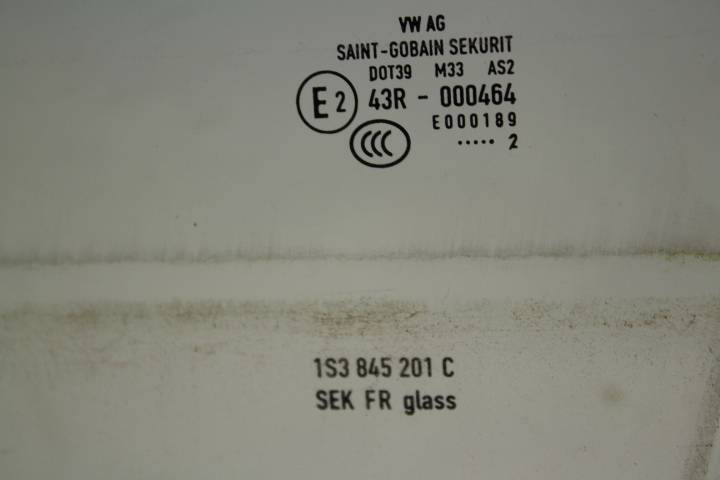 VW AG
SAINT-GOBAIN SEKURIT
DOT39 M33 AS2
E2 43R - 000464
E000189
CCC
••••• 2
1S3 845 201 C
SEK FR glass